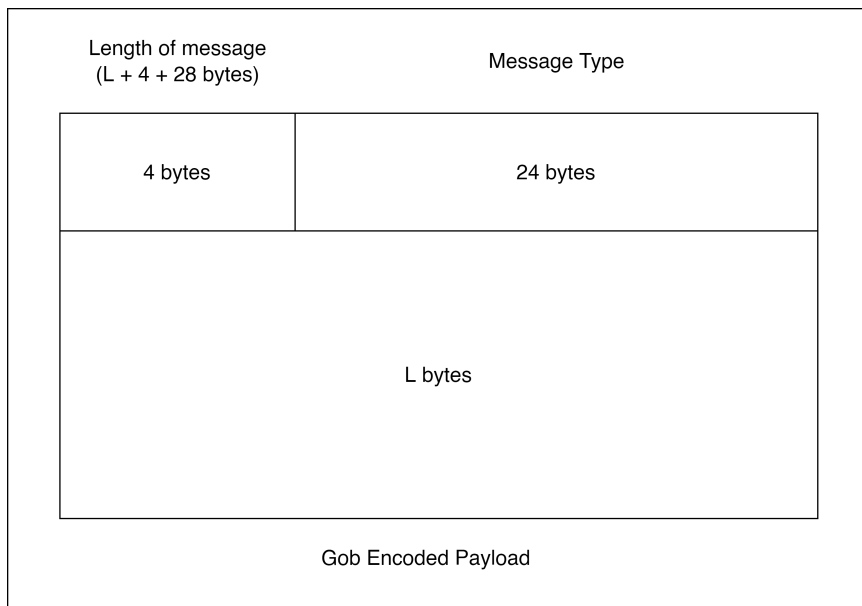 Length of message
(L + 4 + 28 bytes)
Message Type
4 bytes
24 bytes
L bytes
Gob Encoded Payload